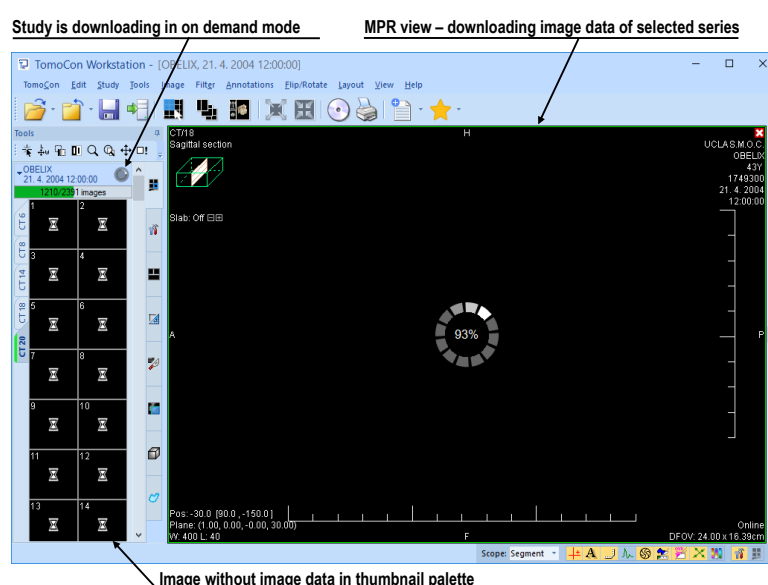 Study is downloading in on demand mode
MPR view – downloading image data of selected series
TomoCon Workstation - [OBELIX, 21. 4. 2004 12:00:00]
TomoCon Edit Study Tools Image Filter Annotations Flip/Rotate Layout View Help
Tools
OBELIX
21. 4. 2004 12:00:00
1210/2391 images
CT 6
CT 8
CT 14
CT 18
CT 20
1 2
3 4
5 6
7 8
9 10
11 12
13 14
CT/18
Sagittal section
Slab: Off
H
UCLA S.M.O.C.
OBELIX
43Y
1749300
21. 4. 2004
12:00:00
A
93%
P
Pos: -30.0 [90.0 , -150.0 ]
Plane: (1.00, 0.00, -0.00, 30.00)
W: 400 L: 40
F
Online
DFOV: 24.00 x 16.39cm
Scope: Segment
A
Image without image data in thumbnail palette